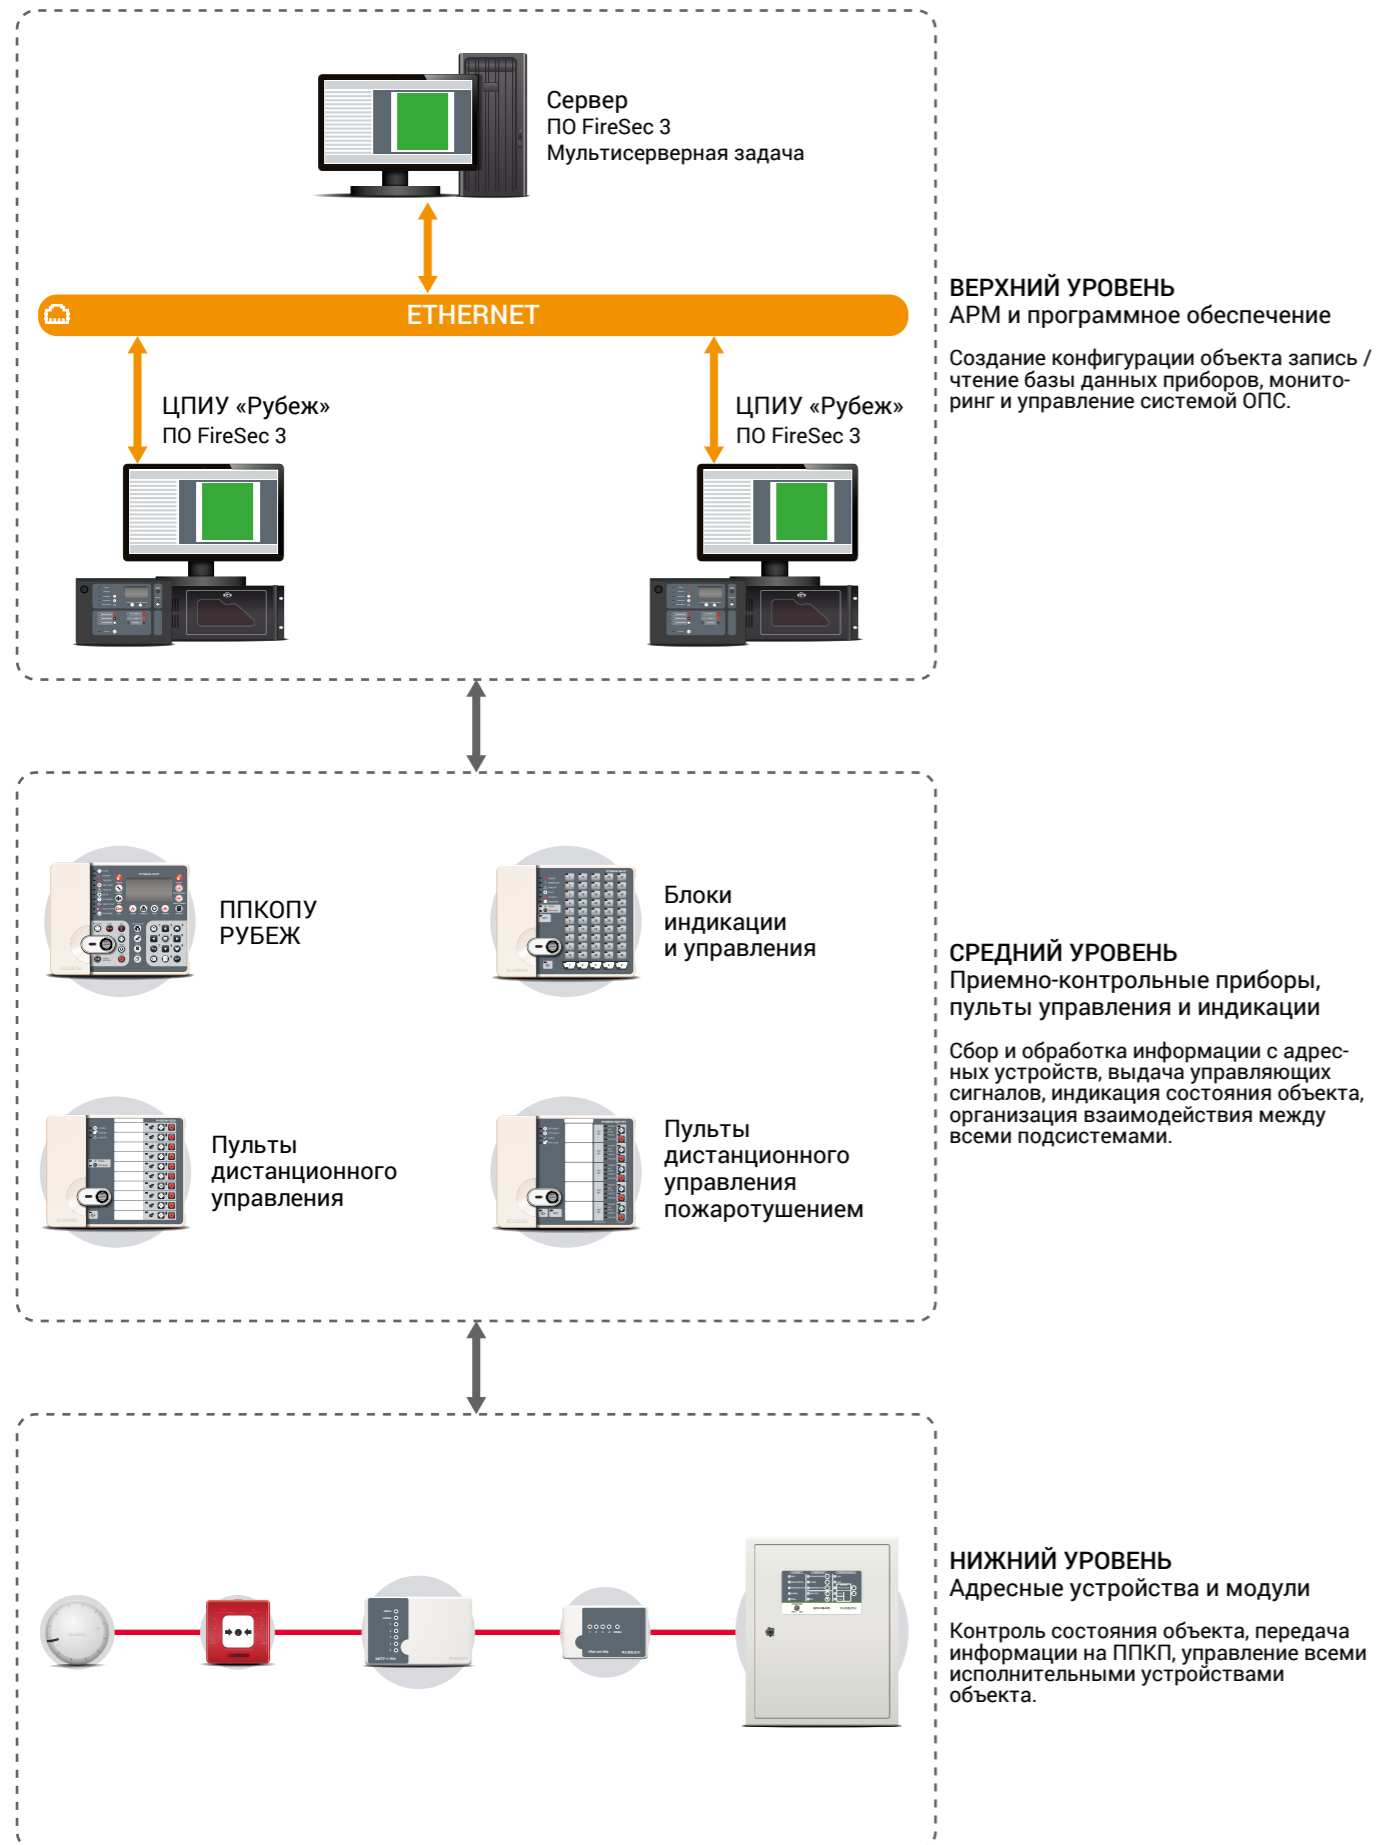 Сервер
ПО FireSec 3
Мультисерверная задача
ETHERNET
ЦПИУ «Рубеж»
ПО FireSec 3
ЦПИУ «Рубеж»
ПО FireSec 3
ВЕРХНИЙ УРОВЕНЬ
АРМ и программное обеспечение
Создание конфигурации объекта запись /
чтение базы данных приборов, монито-
ринг и управление системой ОПС.
ППКОПУ
РУБЕЖ
Блоки
индикации
и управления
Пульты
дистанционного
управления
Пульты
дистанционного
управления
пожаротушением
СРЕДНИЙ УРОВЕНЬ
Приемно-контрольные приборы,
пульты управления и индикации
Сбор и обработка информации с адрес-
ных устройств, выдача управляющих
сигналов, индикация состояния объекта,
организация взаимодействия между
всеми подсистемами.
НИЖНИЙ УРОВЕНЬ
Адресные устройства и модули
Контроль состояния объекта, передача
информации на ППКП, управление всеми
исполнительными устройствами
объекта.